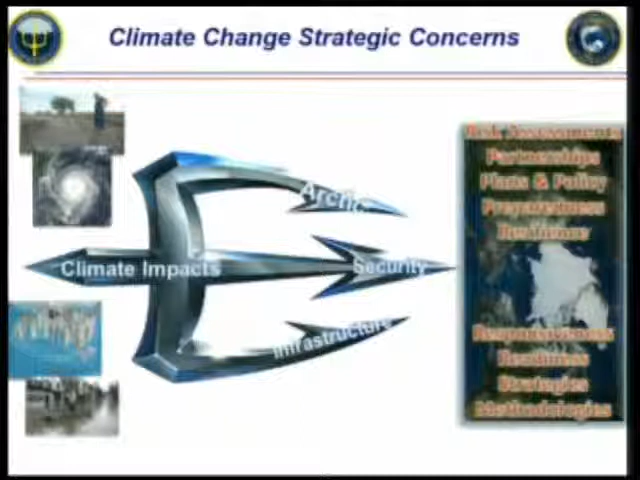 Climate Change Strategic Concerns
Risk Assessments
Partnerships
Plans & Policy
Preparedness
Resilience
Arctic
Climate Impacts
Security
Infrastructure
Responsiveness
Readiness
Strategies
Methodologies